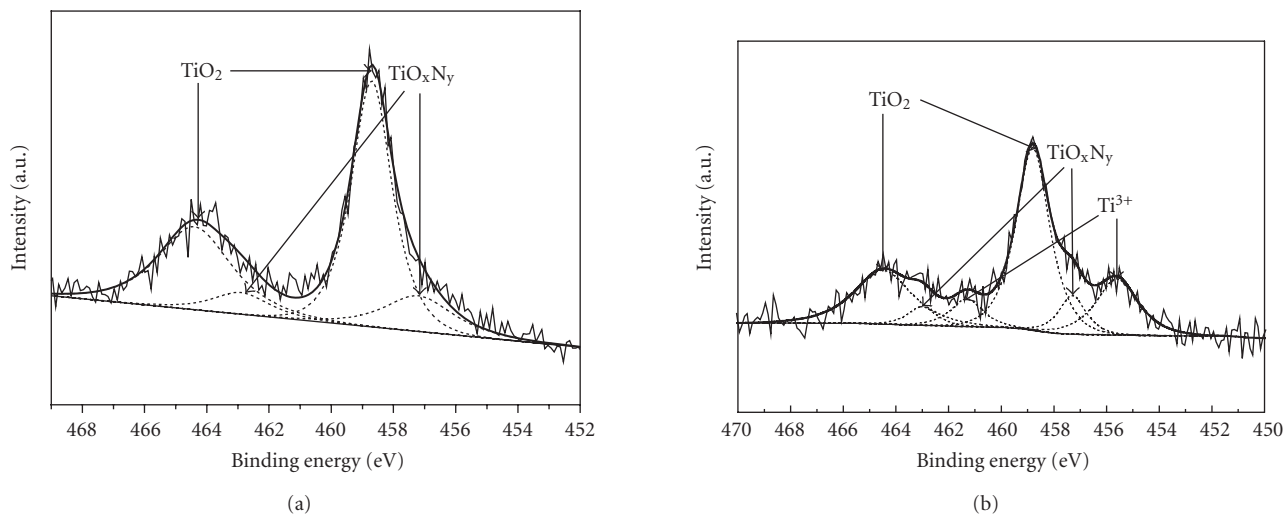 TiO2
TiOxNy
Intensity (a.u.)
468 466 464 462 460 458 456 454 452
Binding energy (eV)
(a)
TiO2
TiOxNy
Ti3+
Intensity (a.u.)
470 468 466 464 462 460 458 456 454 452 450
Binding energy (eV)
(b)